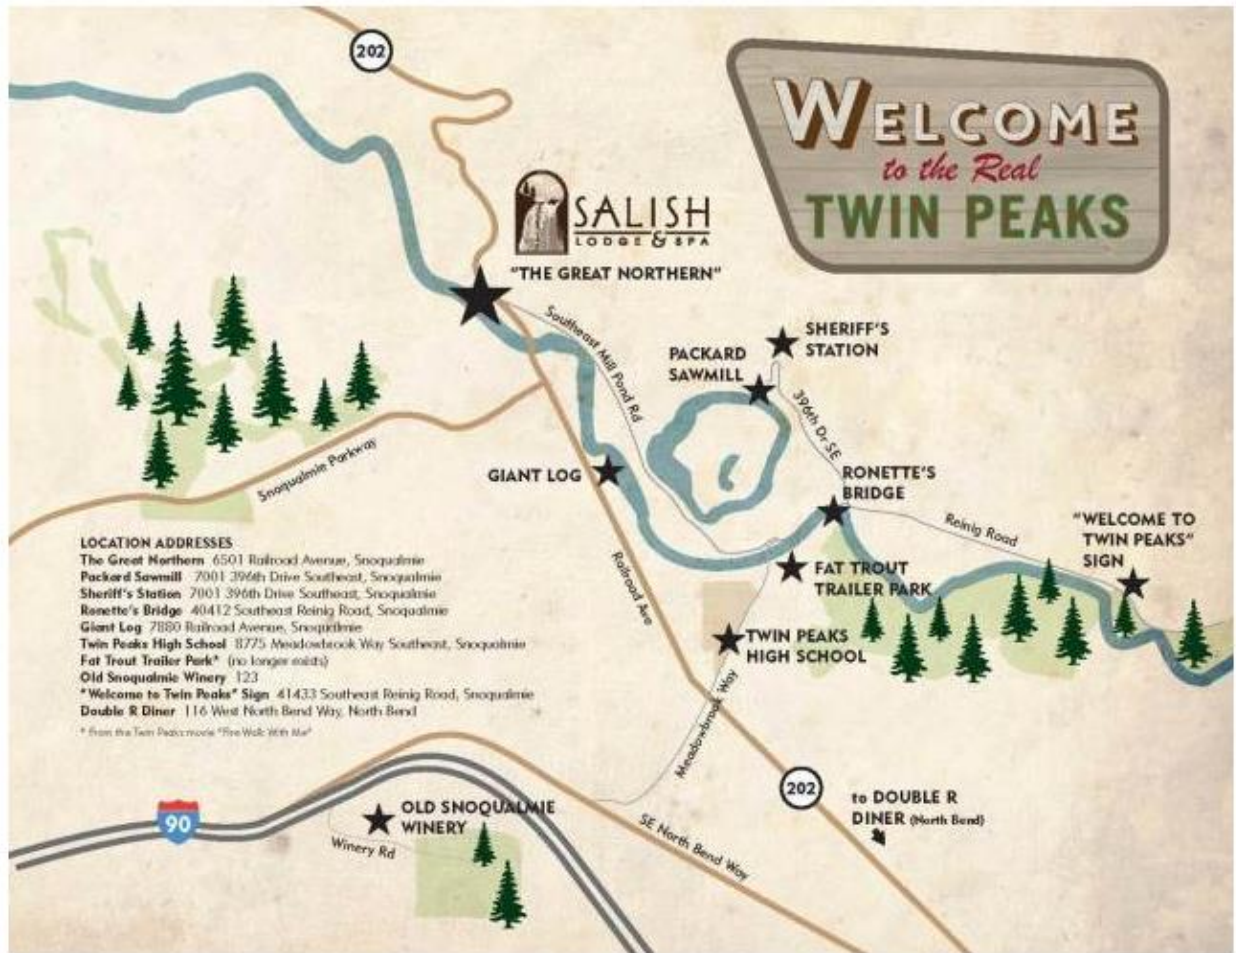 202
WELCOME
to the Real
TWIN PEAKS
SALISH
LODGE & SPA
"THE GREAT NORTHERN"
Southeast Mill Pond Rd
SHERIFF'S
STATION
PACKARD
SAWMILL
396th Dr SE
GIANT LOG
RONETTE'S
BRIDGE
Reinig Road
"WELCOME TO
TWIN PEAKS"
SIGN
Snoqualmie Parkway
Railroad Ave
FAT TROUT
TRAILER PARK
TWIN PEAKS
HIGH SCHOOL
Meadowbrook Way
LOCATION ADDRESSES
The Great Northern 6501 Railroad Avenue, Snoqualmie
Packard Sawmill 7001 396th Drive Southeast, Snoqualmie
Sheriff's Station 7001 396th Drive Southeast, Snoqualmie
Ronette's Bridge 40412 Southeast Reinig Road, Snoqualmie
Giant Log 7880 Railroad Avenue, Snoqualmie
Twin Peaks High School 8775 Meadowbrook Way Southeast, Snoqualmie
Fat Trout Trailer Park* (no longer exists)
Old Snoqualmie Winery 123
"Welcome to Twin Peaks" Sign 41433 Southeast Reinig Road, Snoqualmie
Double R Diner 116 West North Bend Way, North Bend
* From the Twin Peaks movie "Fire Walk With Me"
90
OLD SNOQUALMIE
WINERY
Winery Rd
SE North Bend Way
202
to DOUBLE R
DINER (North Bend)